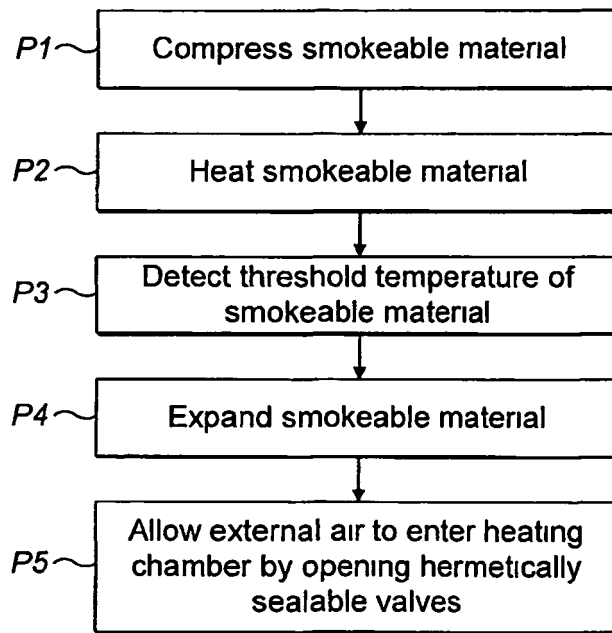 P1 Compress smokeable material
P2 Heat smokeable material
P3 Detect threshold temperature of
smokeable material
P4 Expand smokeable material
Allow external air to enter heating
P5 chamber by opening hermetically
sealable valves